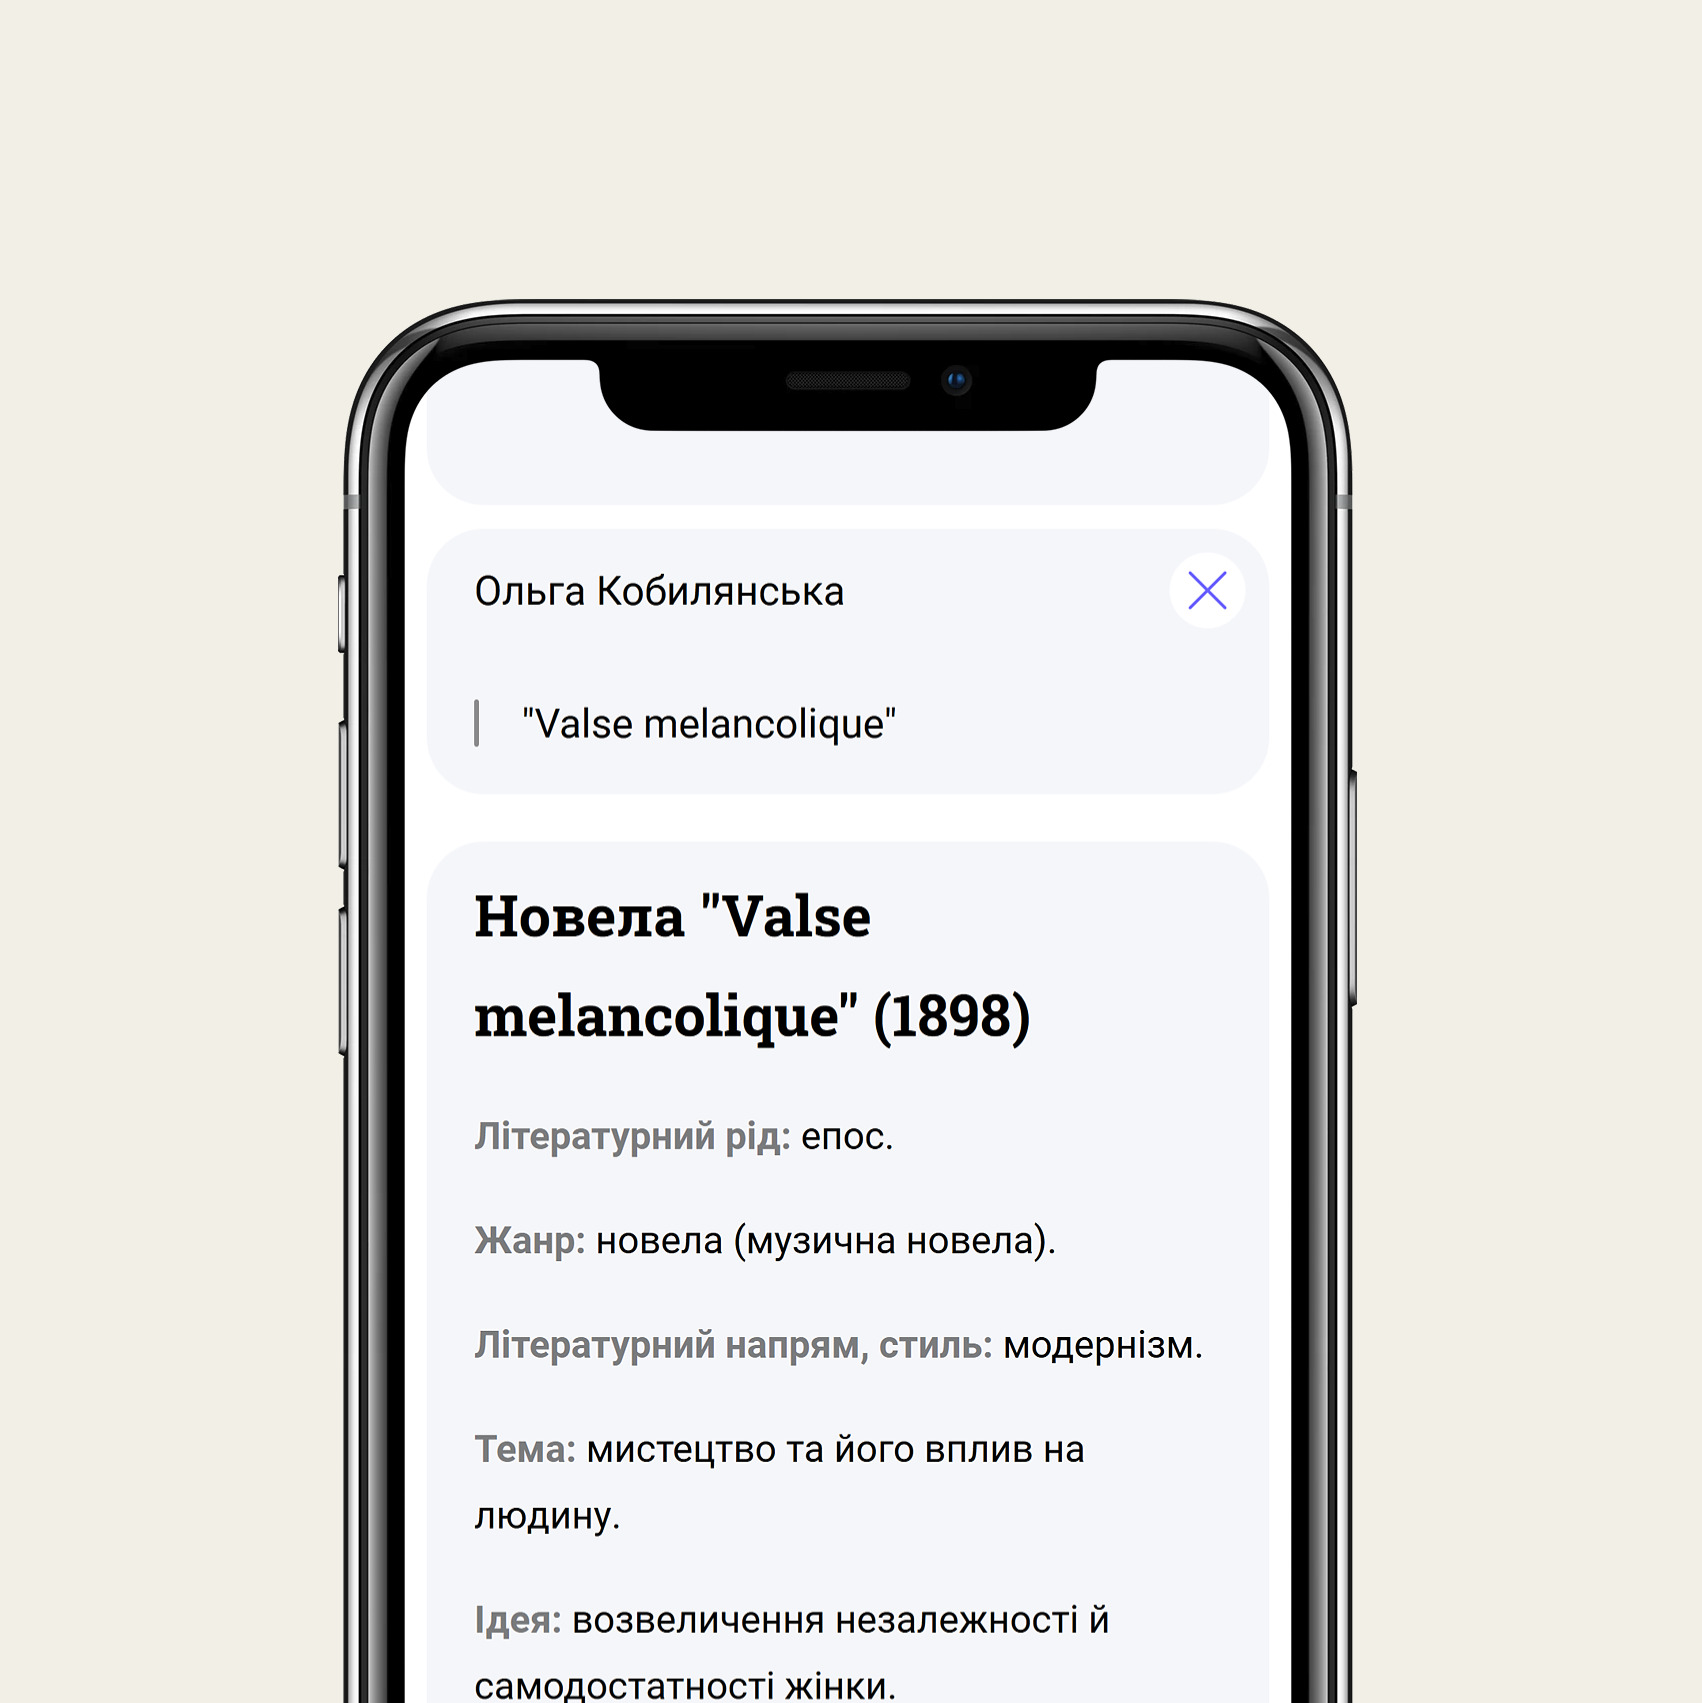 Ольга Кобилянська
"Valse melancolique"
Новела "Valse
melancolique" (1898)
Літературний рід: епос.
Жанр: новела (музична новела).
Літературний напрям, стиль: модернізм.
Тема: мистецтво та його вплив на
людину.
Ідея: возвеличення незалежності й
самодостатності жінки.